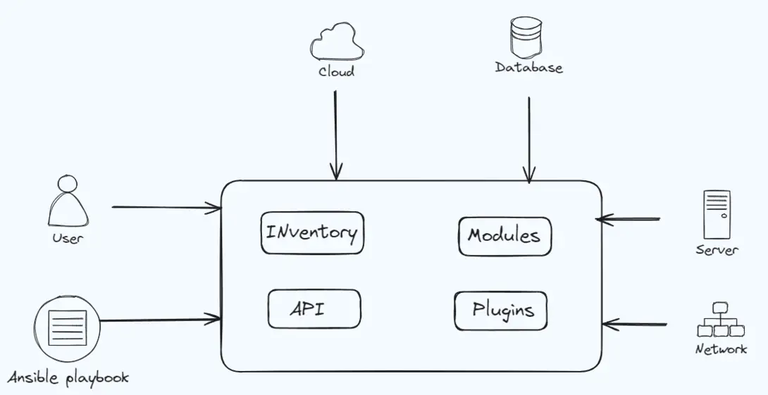 Cloud
Database
User
INventory
Modules
Server
API
Plugins
Network
Ansible playbook